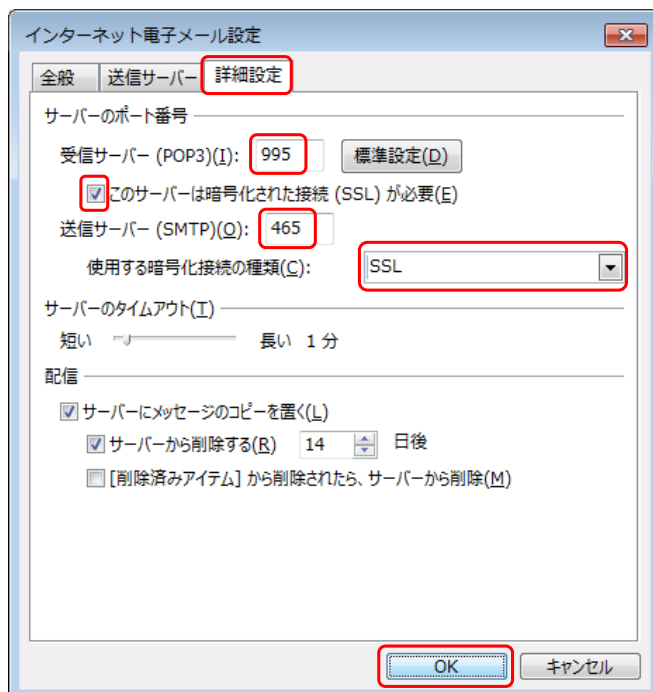 インターネット電子メール設定
全般 送信サーバー 詳細設定
サーバーのポート番号
受信サーバー (POP3)(I): 995 標準設定(D)
このサーバーは暗号化された接続 (SSL) が必要(E)
送信サーバー (SMTP)(O): 465
使用する暗号化接続の種類(C): SSL
サーバーのタイムアウト(T)
短い 長い 1 分
配信
サーバーにメッセージのコピーを置く(L)
サーバーから削除する(R) 14 日後
[削除済みアイテム] から削除されたら、サーバーから削除(M)
OK キャンセル